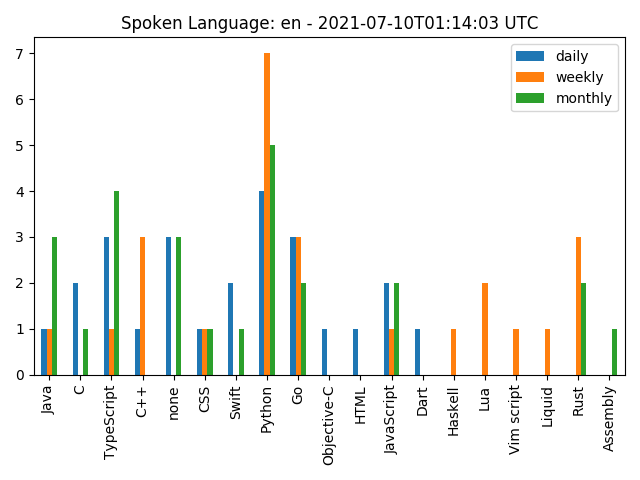 Spoken Language: en - 2021-07-10T01:14:03 UTC
daily
weekly
monthly
7
6
5
4
3
2
1
0
Java
C
TypeScript
C++
none
CSS
Swift
Python
Go
Objective-C
HTML
JavaScript
Dart
Haskell
Lua
Vim script
Liquid
Rust
Assembly